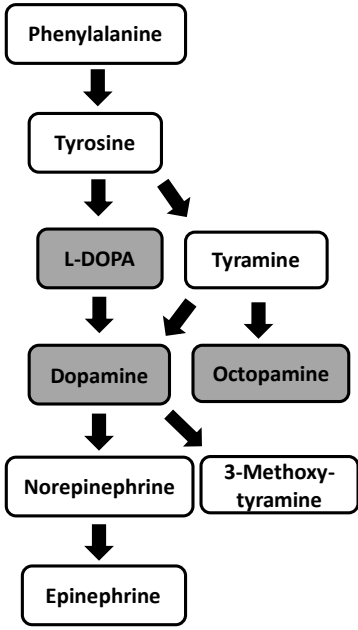 Phenylalanine
Tyrosine
L-DOPA
Tyramine
Dopamine
Octopamine
Norepinephrine
3-Methoxy-
tyramine
Epinephrine